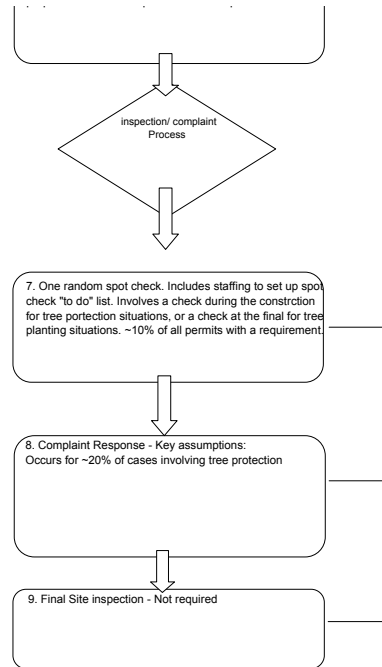 inspection/ complaint
Process
7. One random spot check. Includes staffing to set up spot
check "to do" list. Involves a check during the constrction
for tree portection situations, or a check at the final for tree
planting situations. ~10% of all permits with a requirement.
8. Complaint Response - Key assumptions:
Occurs for ~20% of cases involving tree protection
9. Final Site inspection - Not required